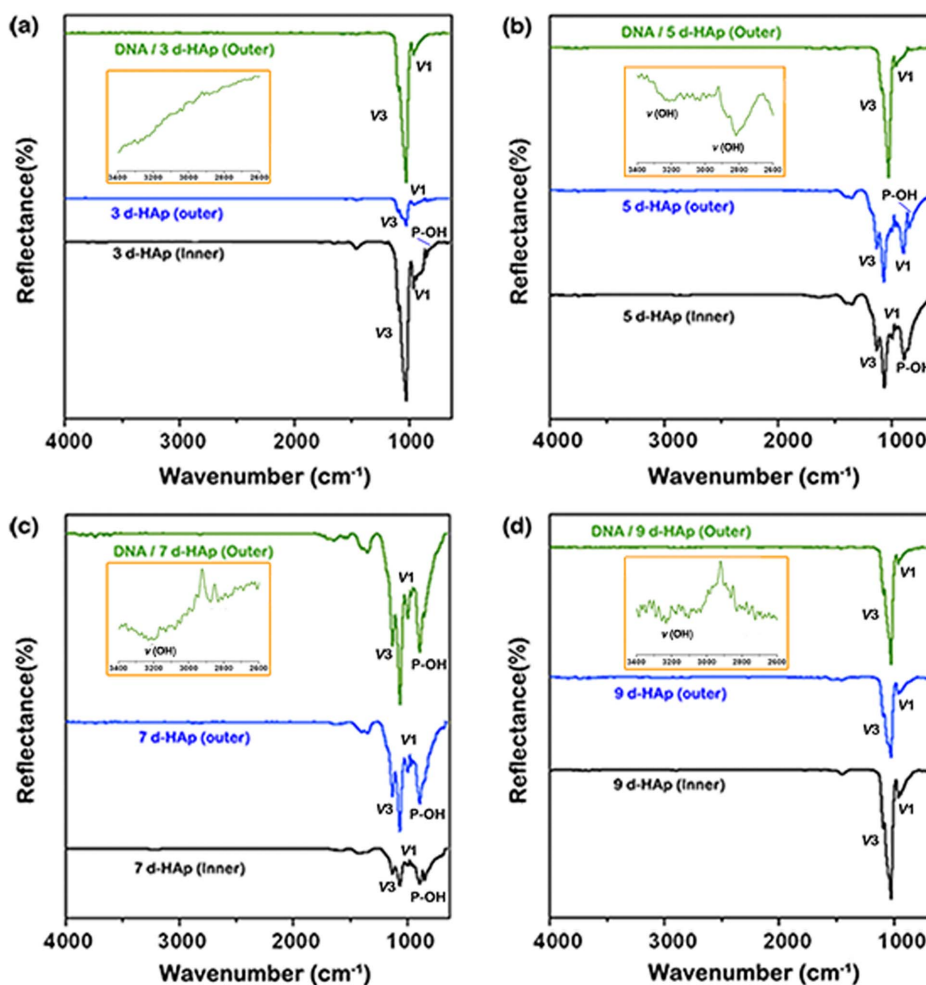 (a)
DNA / 3 d-HAp (Outer)
V1
V3
3400 3200 3000 2800 2600
V1
3 d-HAp (outer)
V3
P-OH
3 d-HAp (Inner)
V1
V3
Reflectance(%)
4000 3000 2000 1000
Wavenumber (cm⁻¹)
(b)
DNA / 5 d-HAp (Outer)
V1
V3
ν (OH)
ν (OH)
3400 3200 3000 2800 2600
P-OH
5 d-HAp (outer)
V3
V1
V1
5 d-HAp (Inner)
V3
P-OH
Reflectance(%)
4000 3000 2000 1000
Wavenumber (cm⁻¹)
(c)
DNA / 7 d-HAp (Outer)
V1
ν (OH)
3400 3200 3000 2800 2600
V3
P-OH
7 d-HAp (outer)
V1
V3
P-OH
V1
7 d-HAp (Inner)
V3
P-OH
Reflectance(%)
4000 3000 2000 1000
Wavenumber (cm⁻¹)
(d)
DNA / 9 d-HAp (Outer)
V1
V3
ν (OH)
3400 3200 3000 2800 2600
9 d-HAp (outer)
V1
V3
9 d-HAp (Inner)
V1
V3
Reflectance(%)
4000 3000 2000 1000
Wavenumber (cm⁻¹)